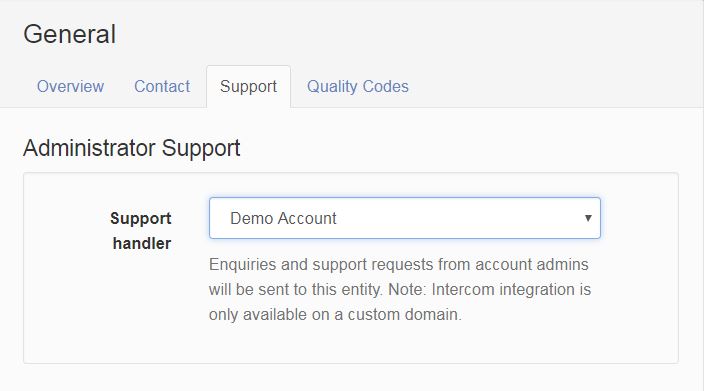 General
Overview Contact Support Quality Codes
Administrator Support
Support
handler
Demo Account
Enquiries and support requests from account admins
will be sent to this entity. Note: Intercom integration is
only available on a custom domain.